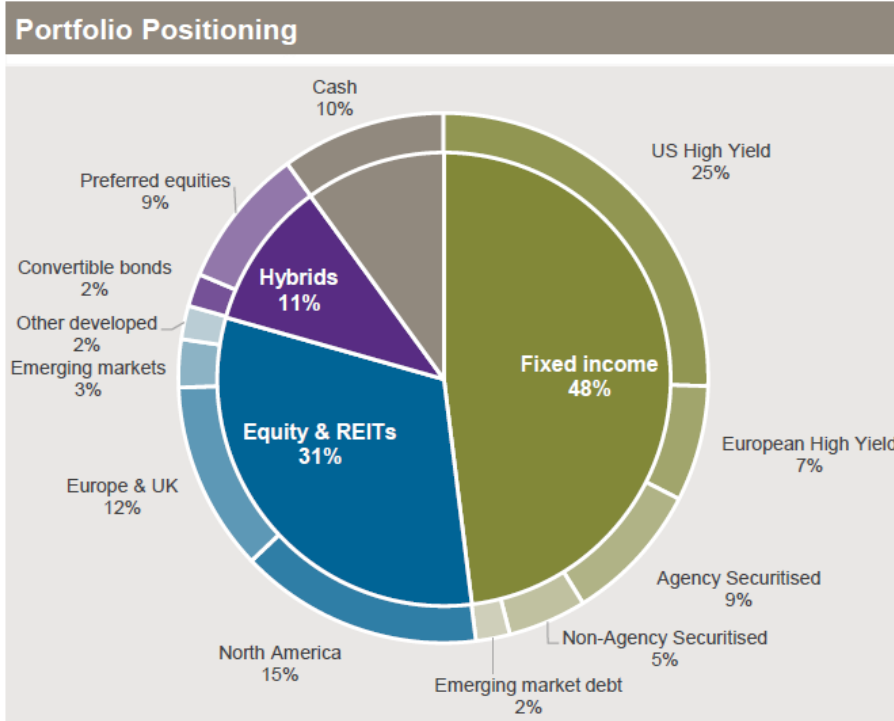 Portfolio Positioning
Cash
10%
US High Yield
25%
Preferred equities
9%
Hybrids
11%
Convertible bonds
2%
Other developed
2%
Emerging markets
3%
Fixed income
48%
Equity & REITs
31%
European High Yield
7%
Europe & UK
12%
Agency Securitised
9%
Non-Agency Securitised
5%
North America
15%
Emerging market debt
2%